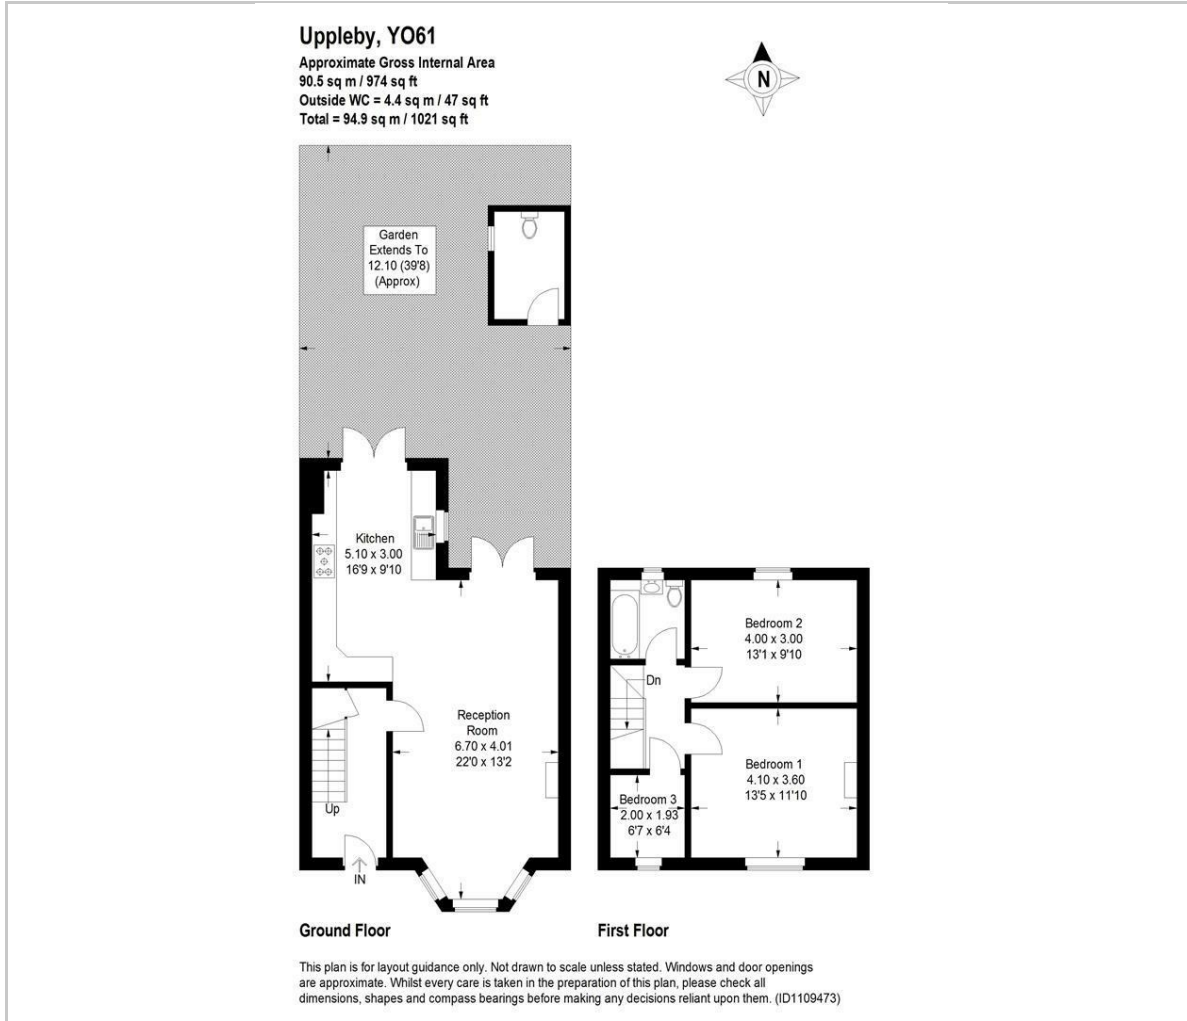 Uppleby, YO61
Approximate Gross Internal Area
90.5 sq m / 974 sq ft
Outside WC = 4.4 sq m / 47 sq ft
Total = 94.9 sq m / 1021 sq ft
N
Garden
Extends To
12.10 (39'8)
(Approx)
Kitchen
5.10 x 3.00
16'9 x 9'10
Reception
Room
6.70 x 4.01
22'0 x 13'2
Up
IN
Bedroom 2
4.00 x 3.00
13'1 x 9'10
Dn
Bedroom 1
4.10 x 3.60
13'5 x 11'10
Bedroom 3
2.00 x 1.93
6'7 x 6'4
Ground Floor
First Floor
This plan is for layout guidance only. Not drawn to scale unless stated. Windows and door openings
are approximate. Whilst every care is taken in the preparation of this plan, please check all
dimensions, shapes and compass bearings before making any decisions reliant upon them. (ID1109473)